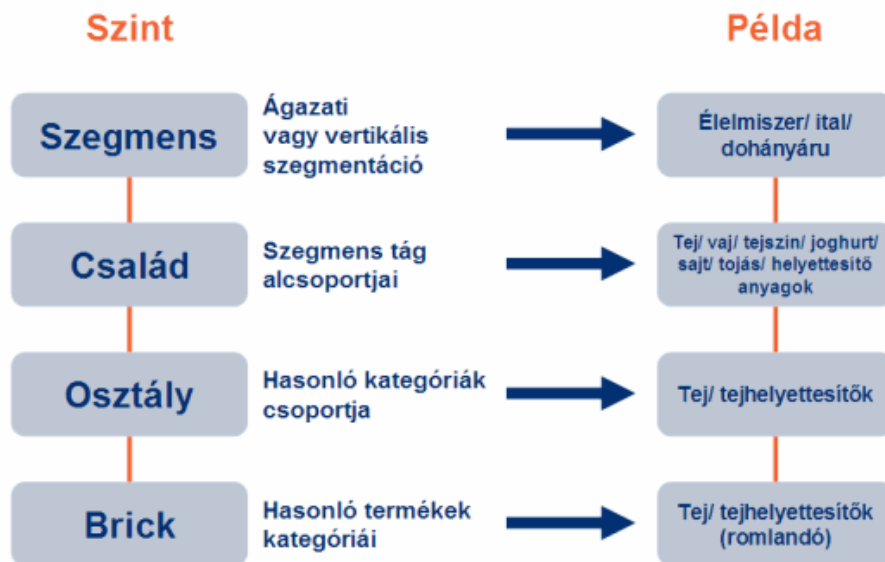 Szint
Példa
Szegmens
Ágazati
vagy vertikális
szegmentáció
Élelmiszer/ ital/
dohányáru
Család
Szegmens tág
alcsoportjai
Tej/ vaj/ tejszín/ joghurt/
sajt/ tojás/ helyettesítő
anyagok
Osztály
Hasonló kategóriák
csoportja
Tej/ tejhelyettesítők
Brick
Hasonló termékek
kategóriái
Tej/ tejhelyettesítők
(romlandó)